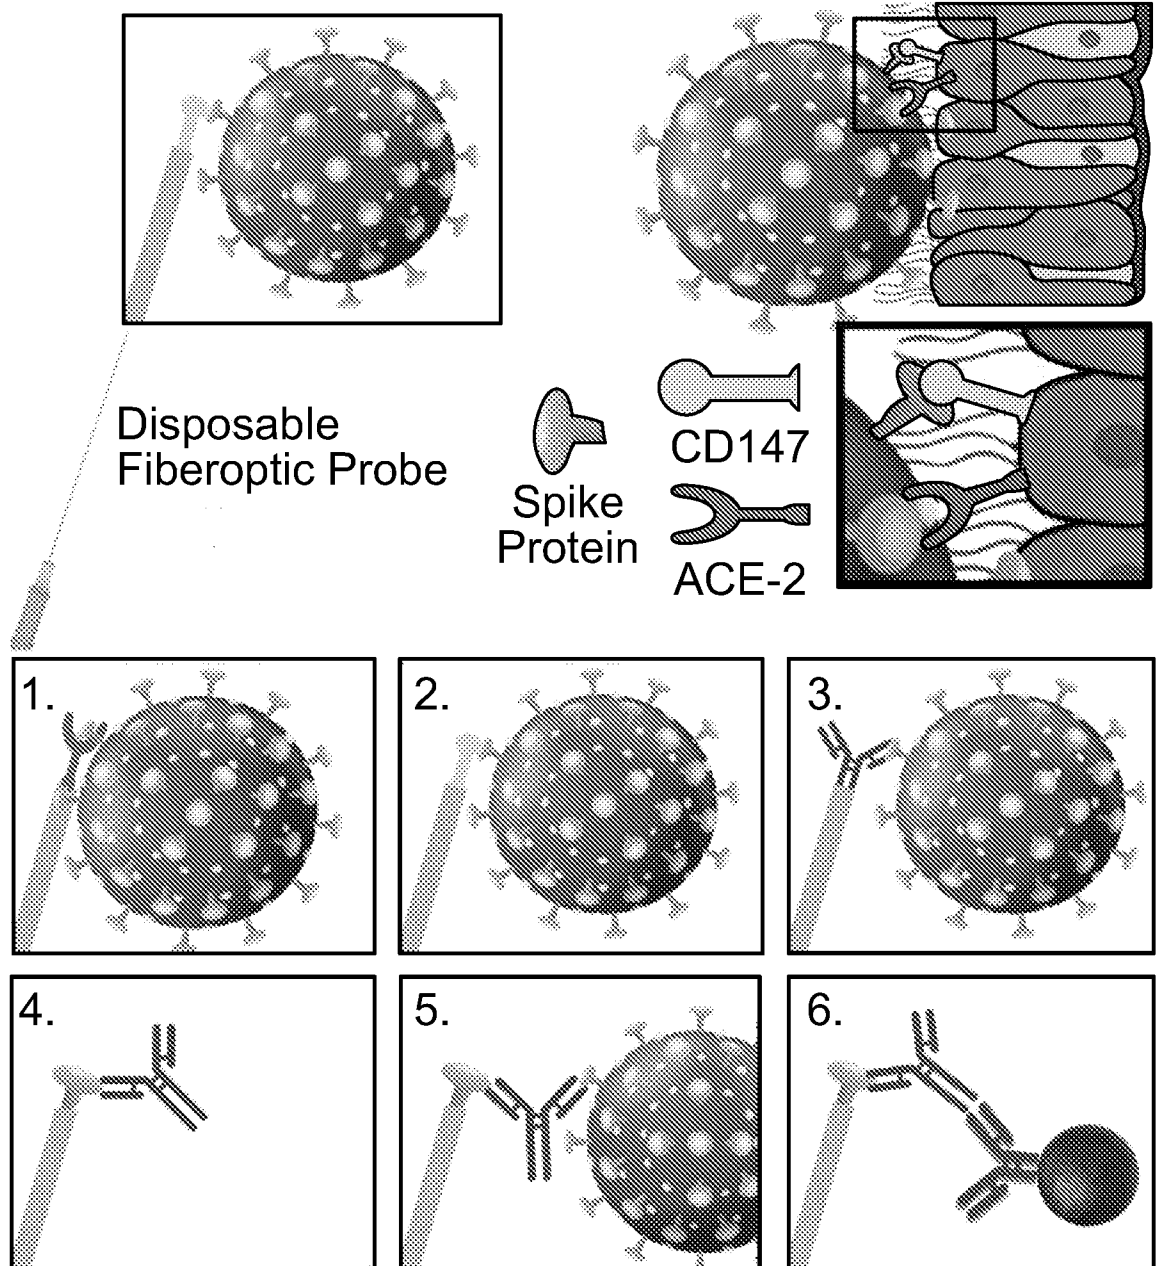 Disposable
Fiberoptic Probe
Spike
Protein
CD147
ACE-2
1.
2.
3.
4.
5.
6.